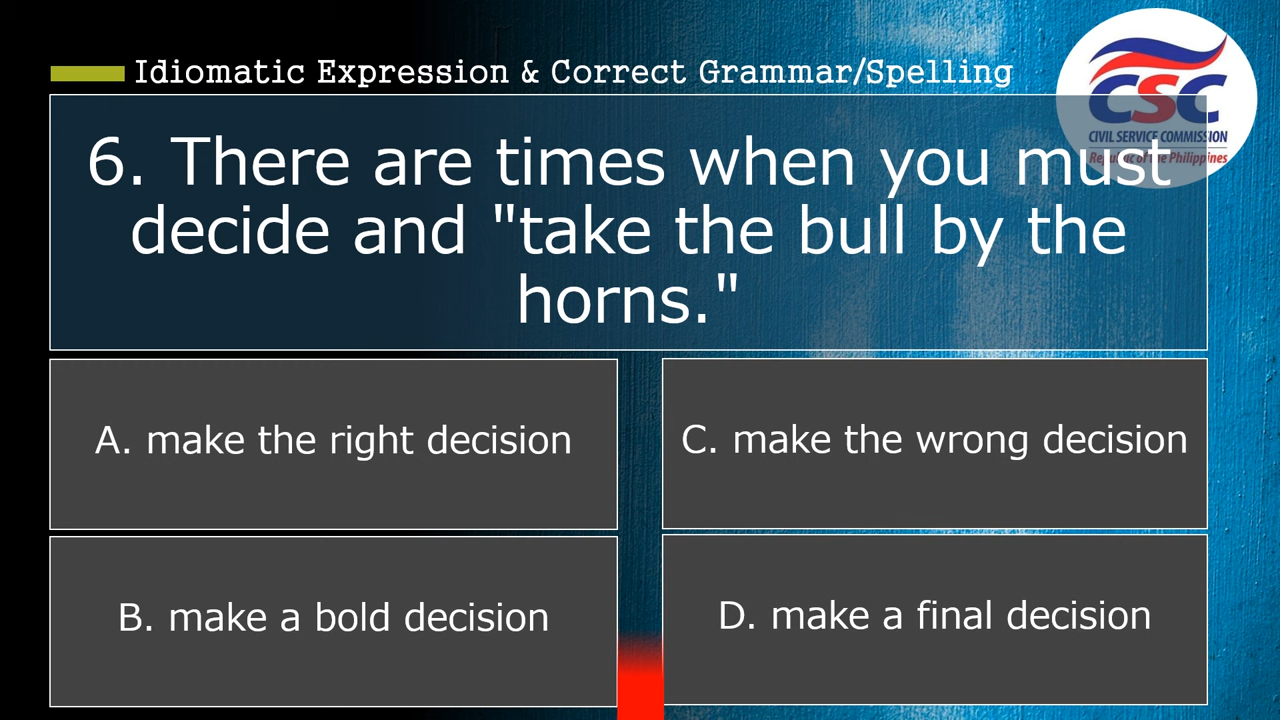 Idiomatic Expression & Correct Grammar/Spelling
CSC
CIVIL SERVICE COMMISSION
Republic of the Philippines
6. There are times when you must
decide and "take the bull by the
horns."
A. make the right decision
C. make the wrong decision
B. make a bold decision
D. make a final decision